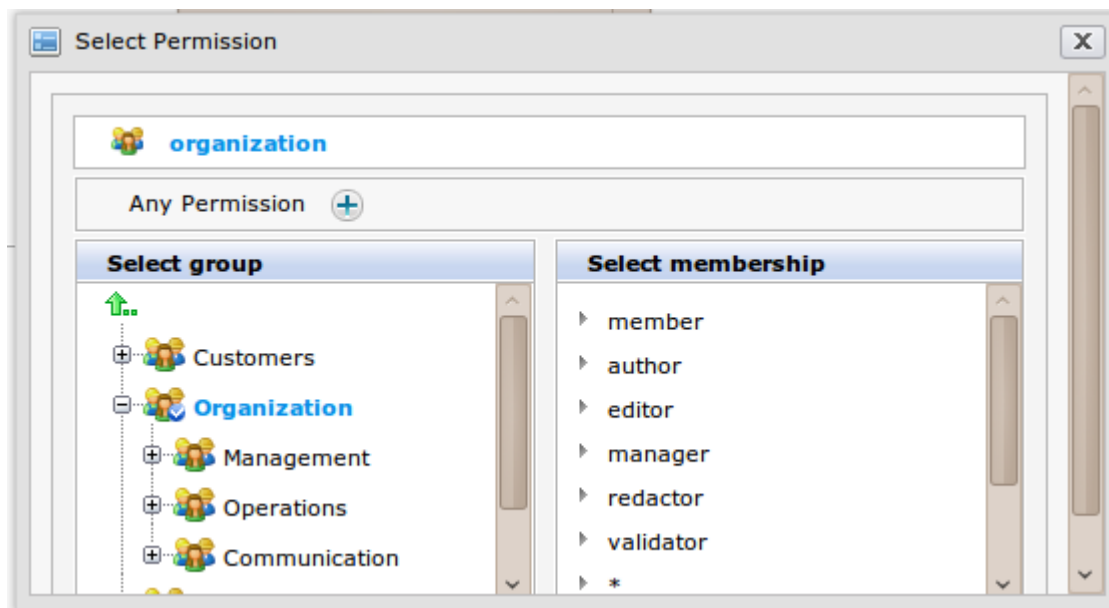 Select Permission
X
organization
Any Permission
Select group
..
Customers
Organization
Management
Operations
Communication
Select membership
member
author
editor
manager
redactor
validator
*